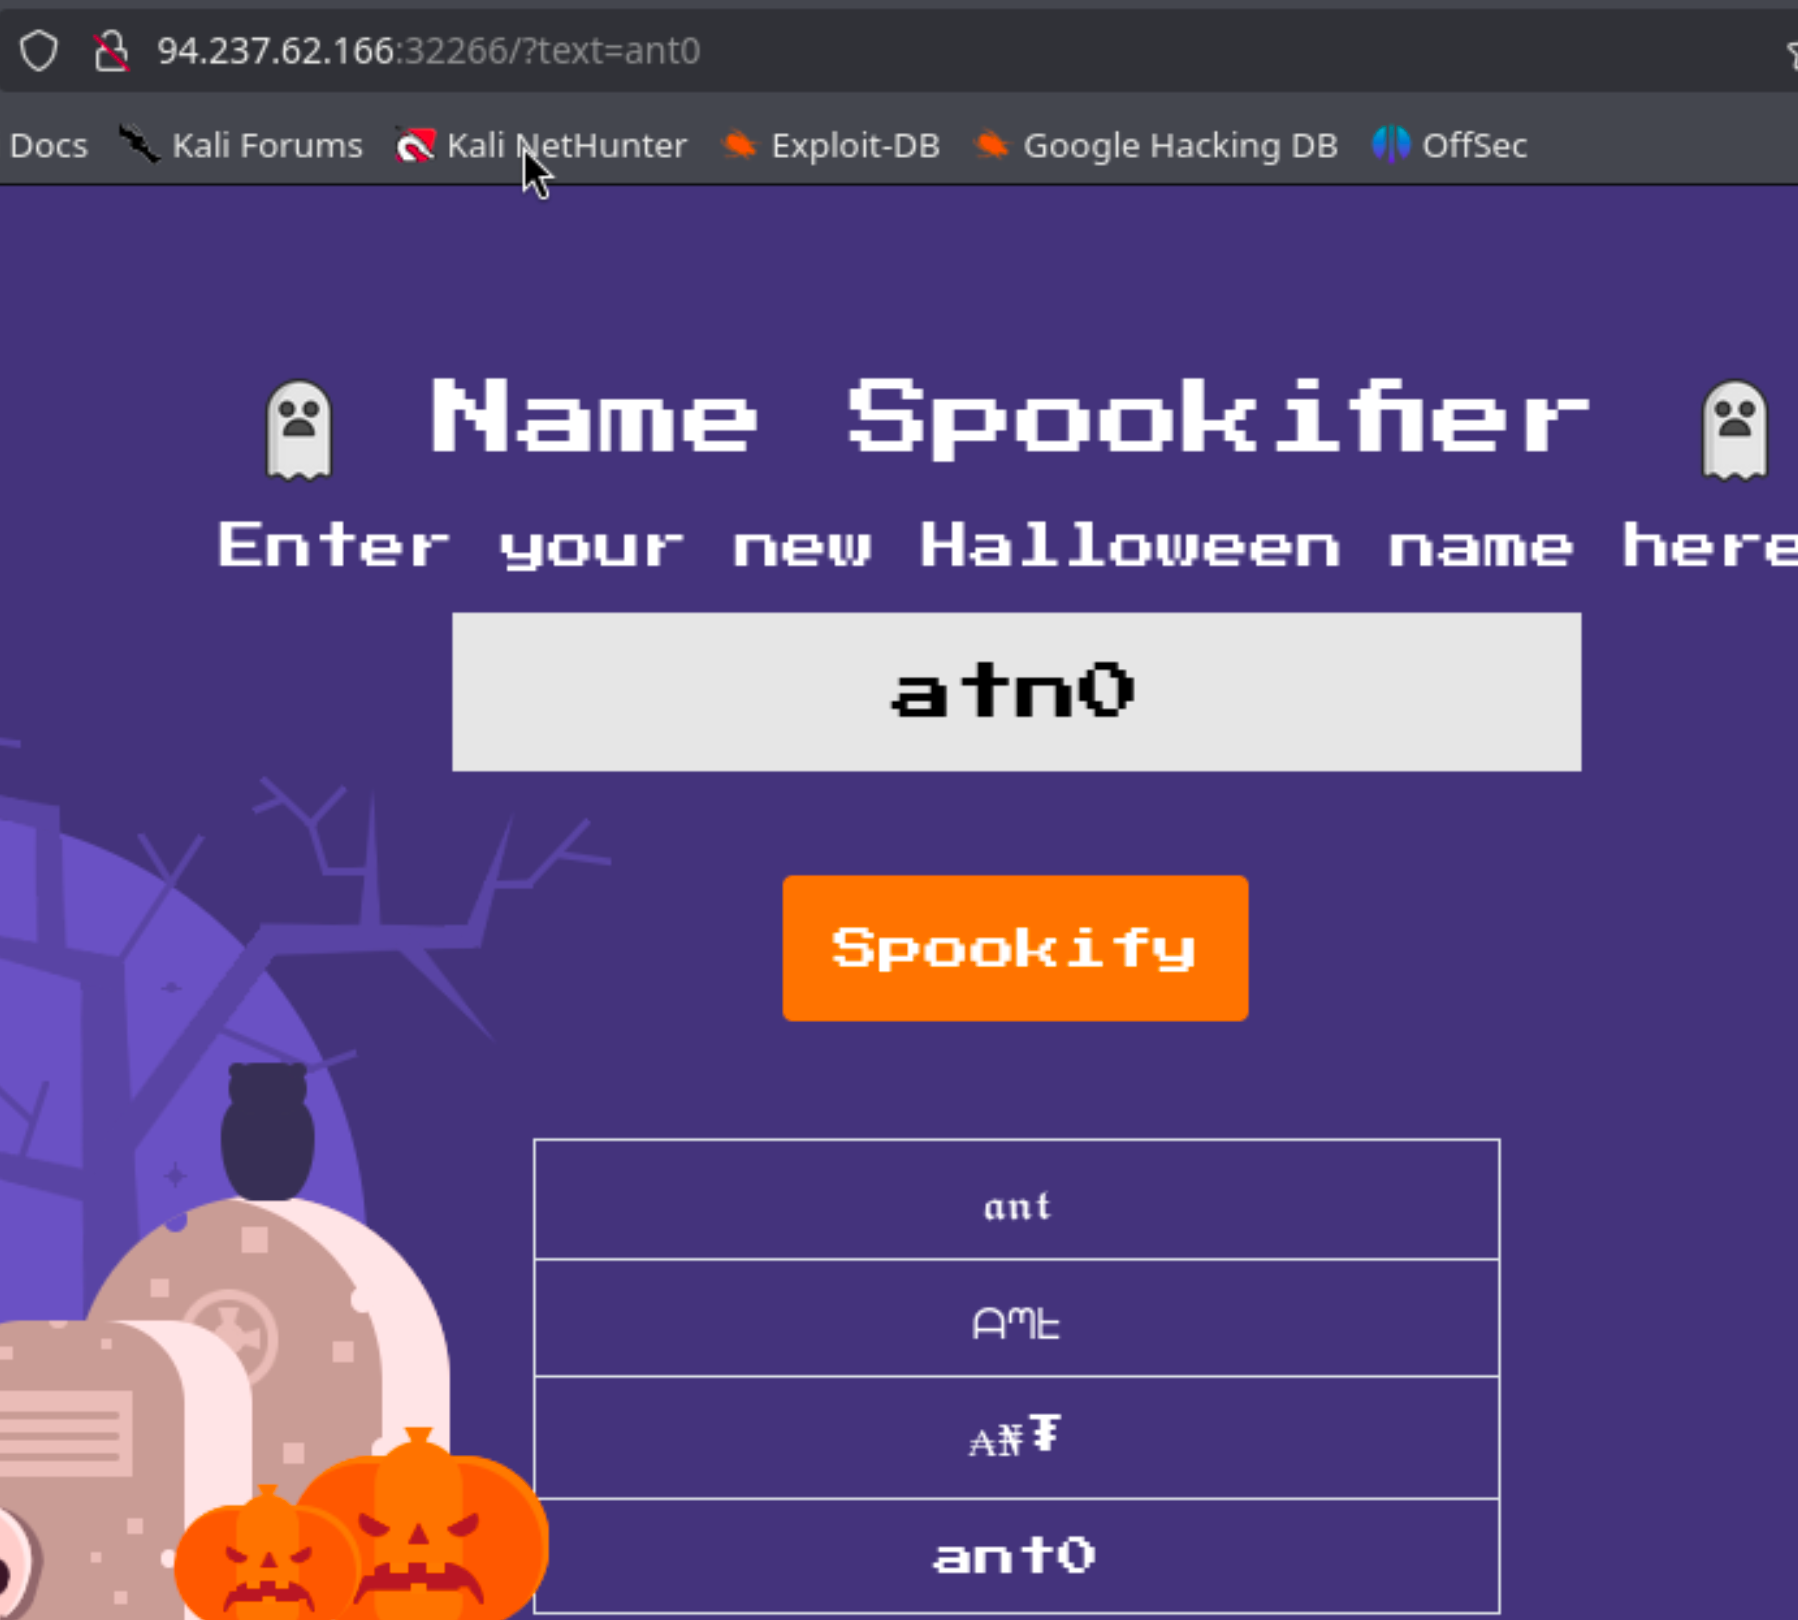 94.237.62.166:32266/?text=ant0
Docs Kali Forums Kali NetHunter Exploit-DB Google Hacking DB OffSec
Name Spookifier
Enter your new Halloween name here
atn0
Spookify
𝖆𝖓𝖙
ᗩᘉᖶ
₳₦₮
ant0